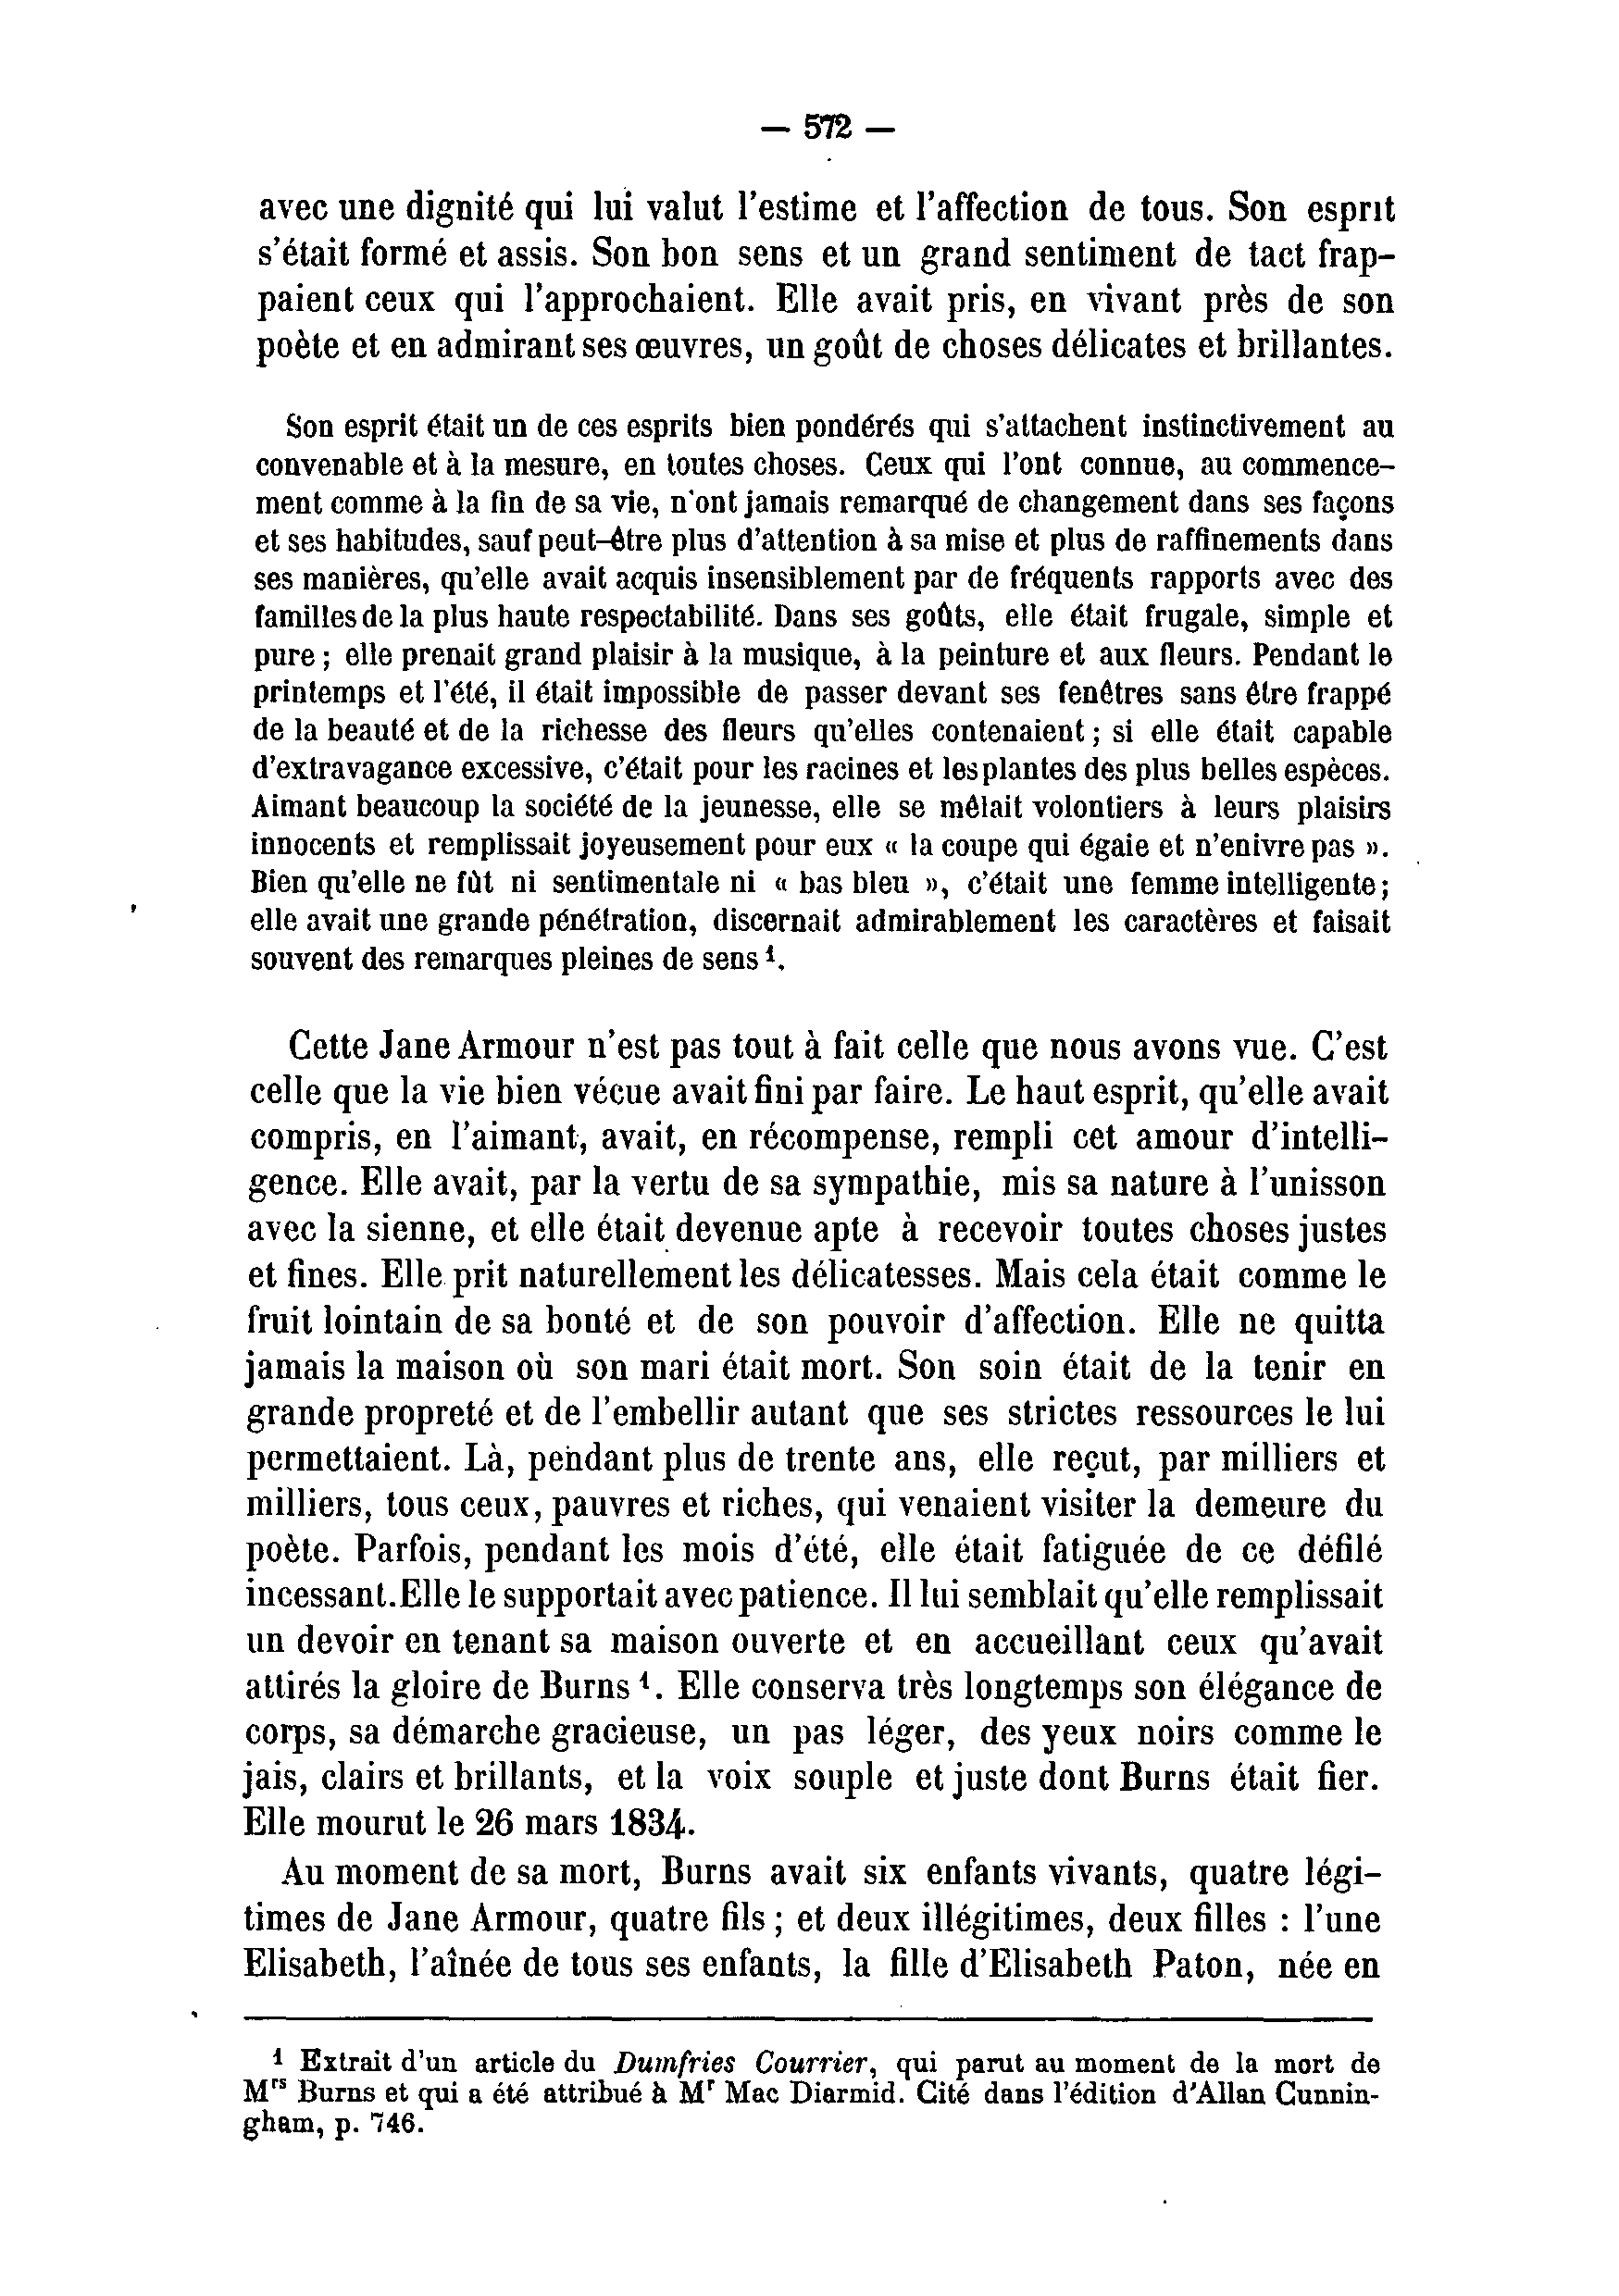 — 572 —
avec une dignité qui lui valut l'estime et l'affection de tous. Son esprit
s'était formé et assis. Son bon sens et un grand sentiment de tact frap-
paient ceux qui l'approchaient. Elle avait pris, en vivant près de son
poète et en admirant ses œuvres, un goût de choses délicates et brillantes.
Son esprit était un de ces esprits bien pondérés qui s'attachent instinctivement au
convenable et à la mesure, en toutes choses. Ceux qui l'ont connue, au commence-
ment comme à la fin de sa vie, n'ont jamais remarqué de changement dans ses façons
et ses habitudes, sauf peut-être plus d'attention à sa mise et plus de raffinements dans
ses manières, qu'elle avait acquis insensiblement par de fréquents rapports avec des
familles de la plus haute respectabilité. Dans ses goûts, elle était frugale, simple et
pure ; elle prenait grand plaisir à la musique, à la peinture et aux fleurs. Pendant le
printemps et l'été, il était impossible de passer devant ses fenêtres sans être frappé
de la beauté et de la richesse des fleurs qu'elles contenaient ; si elle était capable
d'extravagance excessive, c'était pour les racines et les plantes des plus belles espèces.
Aimant beaucoup la société de la jeunesse, elle se mêlait volontiers à leurs plaisirs
innocents et remplissait joyeusement pour eux « la coupe qui égaie et n'enivre pas ».
Bien qu'elle ne fût ni sentimentale ni « bas bleu », c'était une femme intelligente ;
elle avait une grande pénétration, discernait admirablement les caractères et faisait
souvent des remarques pleines de sens ¹.
Cette Jane Armour n'est pas tout à fait celle que nous avons vue. C'est
celle que la vie bien vécue avait fini par faire. Le haut esprit, qu'elle avait
compris, en l'aimant, avait, en récompense, rempli cet amour d'intelli-
gence. Elle avait, par la vertu de sa sympathie, mis sa nature à l'unisson
avec la sienne, et elle était devenue apte à recevoir toutes choses justes
et fines. Elle prit naturellement les délicatesses. Mais cela était comme le
fruit lointain de sa bonté et de son pouvoir d'affection. Elle ne quitta
jamais la maison où son mari était mort. Son soin était de la tenir en
grande propreté et de l'embellir autant que ses strictes ressources le lui
permettaient. Là, pendant plus de trente ans, elle reçut, par milliers et
milliers, tous ceux, pauvres et riches, qui venaient visiter la demeure du
poète. Parfois, pendant les mois d'été, elle était fatiguée de ce défilé
incessant. Elle le supportait avec patience. Il lui semblait qu'elle remplissait
un devoir en tenant sa maison ouverte et en accueillant ceux qu'avait
attirés la gloire de Burns ¹. Elle conserva très longtemps son élégance de
corps, sa démarche gracieuse, un pas léger, des yeux noirs comme le
jais, clairs et brillants, et la voix souple et juste dont Burns était fier.
Elle mourut le 26 mars 1834.
Au moment de sa mort, Burns avait six enfants vivants, quatre légi-
times de Jane Armour, quatre fils ; et deux illégitimes, deux filles : l'une
Elisabeth, l'aînée de tous ses enfants, la fille d'Elisabeth Paton, née en
¹ Extrait d'un article du Dumfries Courrier, qui parut au moment de la mort de
Mrs Burns et qui a été attribué à Mr Mac Diarmid. Cité dans l'édition d'Allan Cunnin-
gham, p. 746.